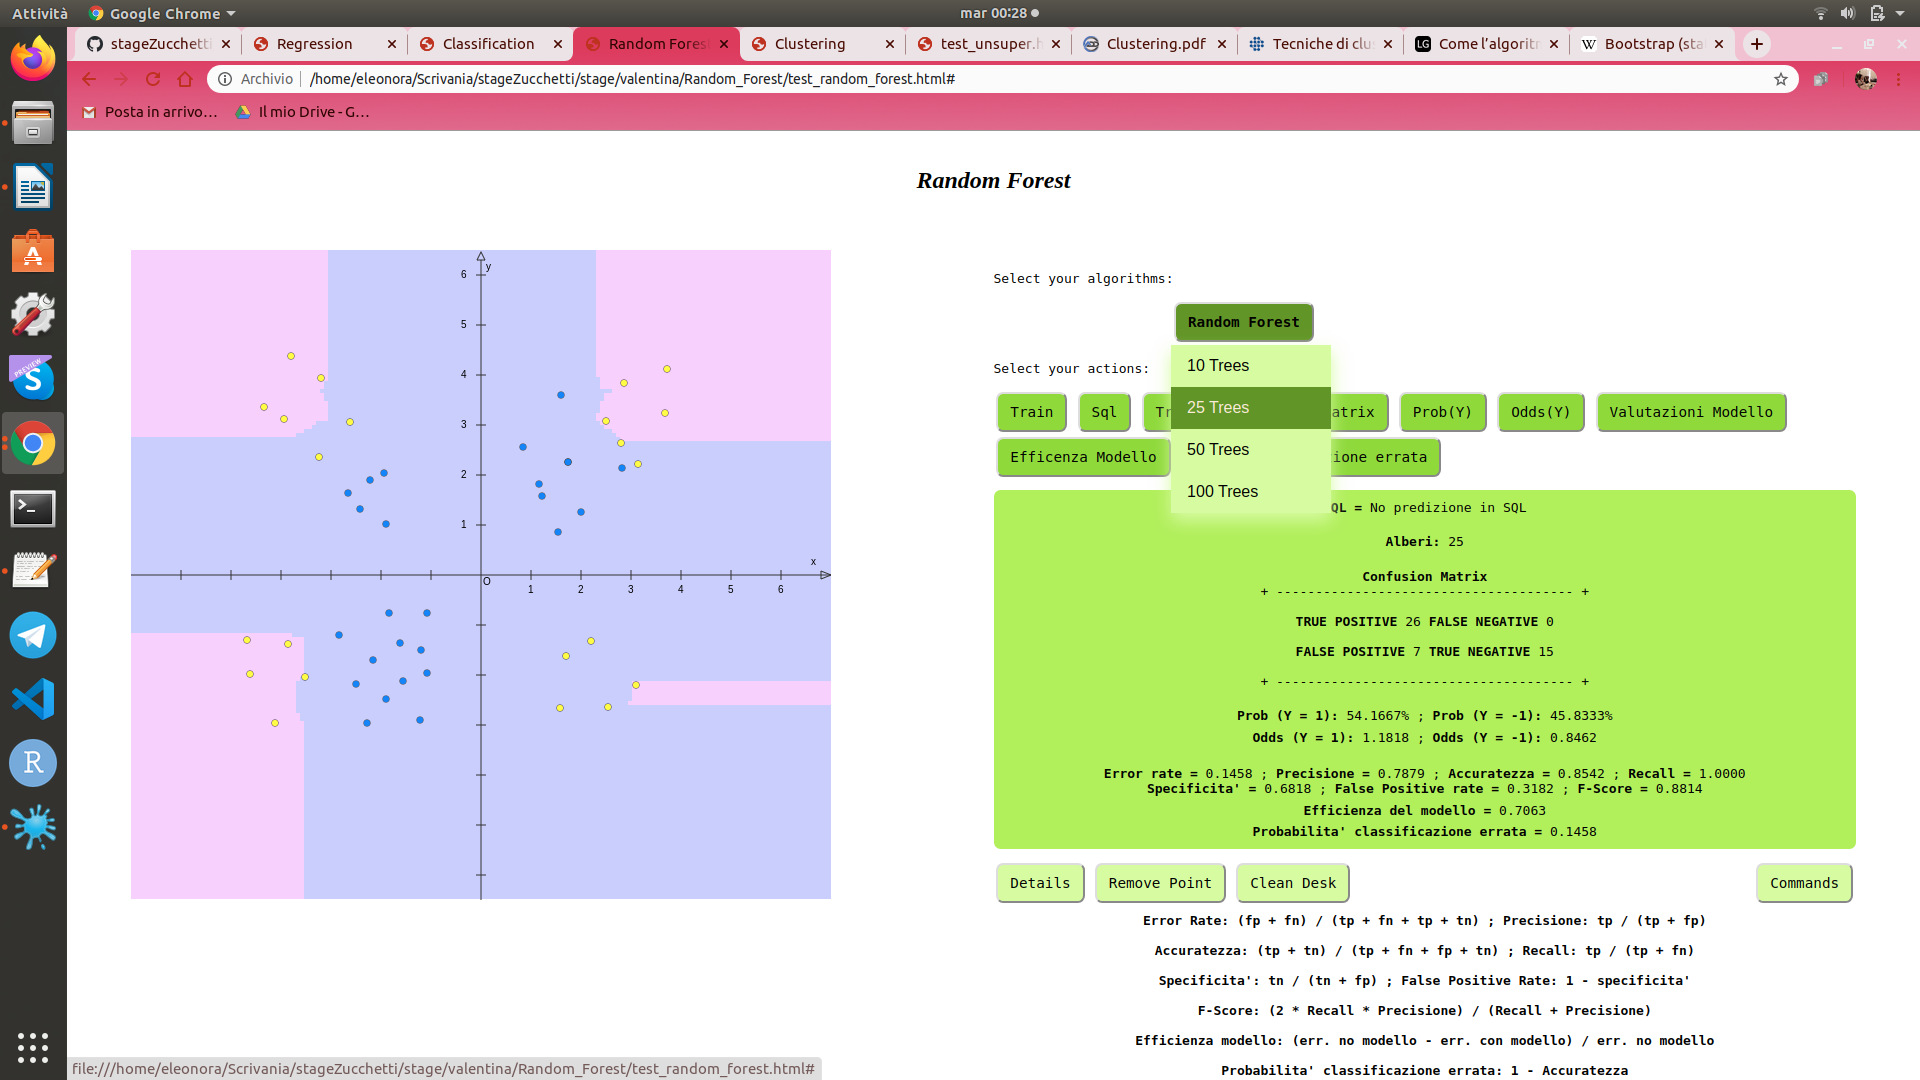 Attività Google Chrome mar 00:28
stageZucchetti Regression Classification Random Fores Clustering test_unsuper.h Clustering.pdf Tecniche di clu Come l'algorit Bootstrap (sta
Archivio /home/eleonora/Scrivania/stageZucchetti/stage/valentina/Random_Forest/test_random_forest.html#
Posta in arrivo… Il mio Drive - G…
Random Forest
Select your algorithms:
Random Forest
10 Trees
25 Trees
50 Trees
100 Trees
Select your actions:
Train Sql Tr atrix Prob(Y) Odds(Y) Valutazioni Modello
Efficenza Modello ione errata
QL = No predizione in SQL
Alberi: 25
Confusion Matrix
+ -------------------------------------- +
TRUE POSITIVE 26 FALSE NEGATIVE 0
FALSE POSITIVE 7 TRUE NEGATIVE 15
+ -------------------------------------- +
Prob (Y = 1): 54.1667% ; Prob (Y = -1): 45.8333%
Odds (Y = 1): 1.1818 ; Odds (Y = -1): 0.8462
Error rate = 0.1458 ; Precisione = 0.7879 ; Accuratezza = 0.8542 ; Recall = 1.0000
Specificita' = 0.6818 ; False Positive rate = 0.3182 ; F-Score = 0.8814
Efficienza del modello = 0.7063
Probabilita' classificazione errata = 0.1458
Details Remove Point Clean Desk Commands
Error Rate: (fp + fn) / (tp + fn + tp + tn) ; Precisione: tp / (tp + fp)
Accuratezza: (tp + tn) / (tp + fn + fp + tn) ; Recall: tp / (tp + fn)
Specificita': tn / (tn + fp) ; False Positive Rate: 1 - specificita'
F-Score: (2 * Recall * Precisione) / (Recall + Precisione)
Efficienza modello: (err. no modello - err. con modello) / err. no modello
Probabilita' classificazione errata: 1 - Accuratezza
y
6
5
4
3
2
1
x
O
1 2 3 4 5 6
file:///home/eleonora/Scrivania/stageZucchetti/stage/valentina/Random_Forest/test_random_forest.html#